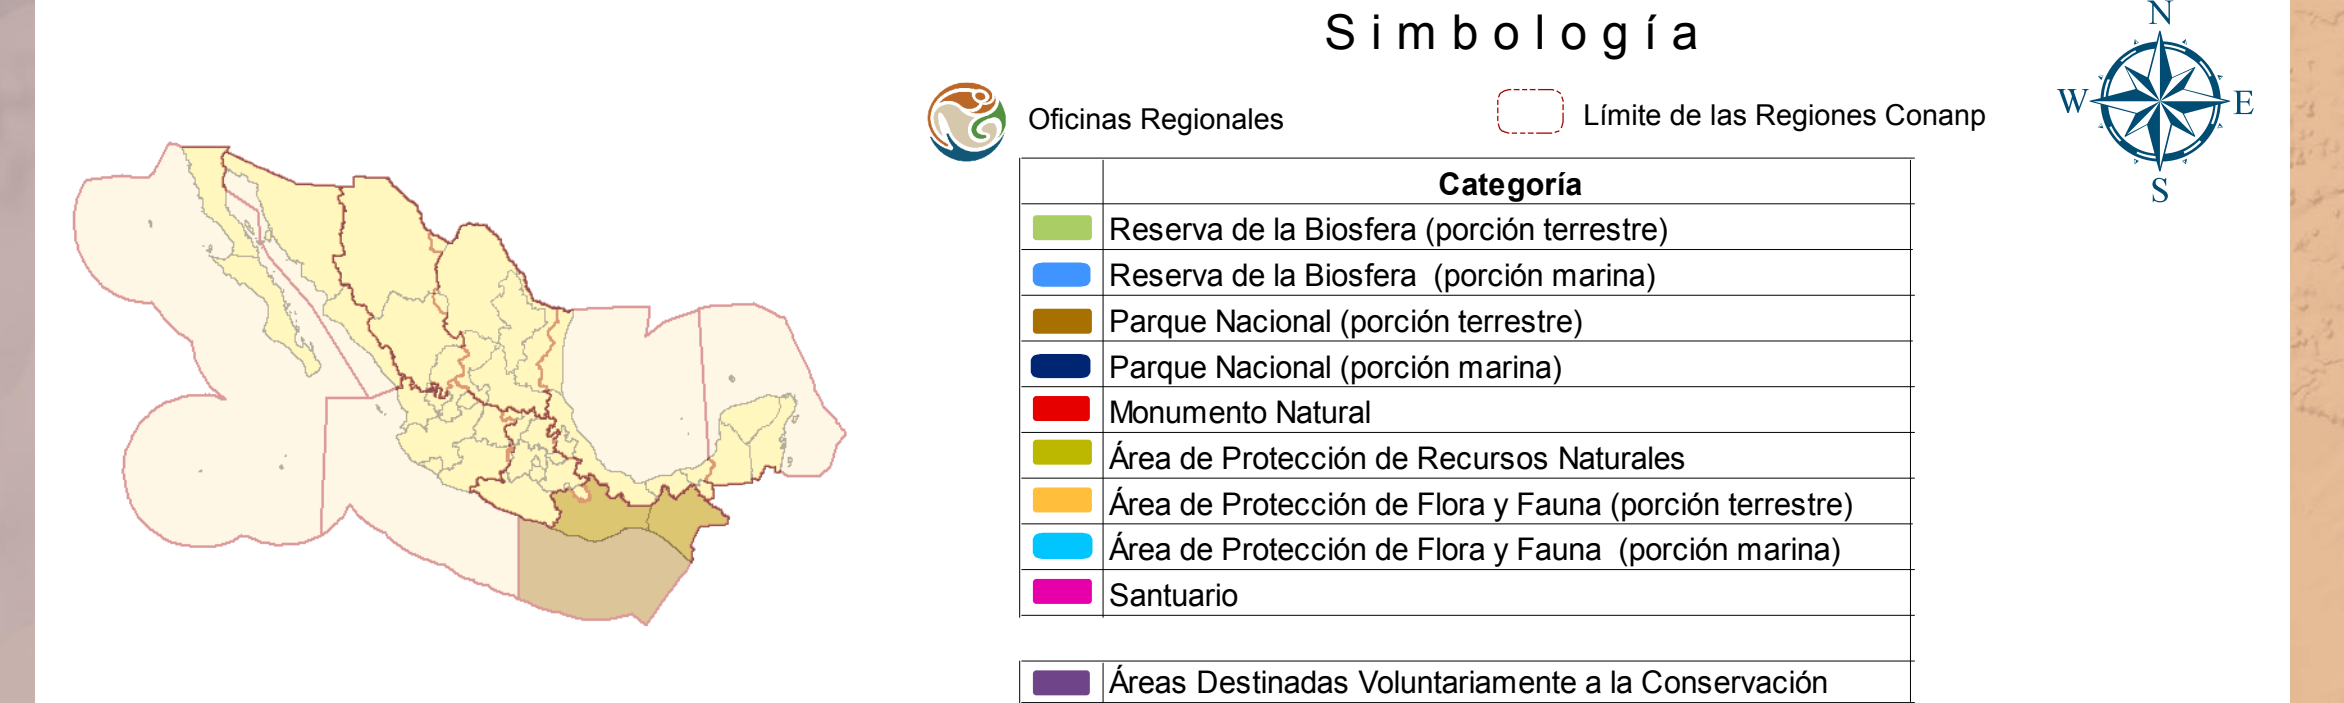 Simbología
N
W
E
S
Oficinas Regionales
Límite de las Regiones Conanp
Categoría
Reserva de la Biosfera (porción terrestre)
Reserva de la Biosfera (porción marina)
Parque Nacional (porción terrestre)
Parque Nacional (porción marina)
Monumento Natural
Área de Protección de Recursos Naturales
Área de Protección de Flora y Fauna (porción terrestre)
Área de Protección de Flora y Fauna (porción marina)
Santuario
Áreas Destinadas Voluntariamente a la Conservación